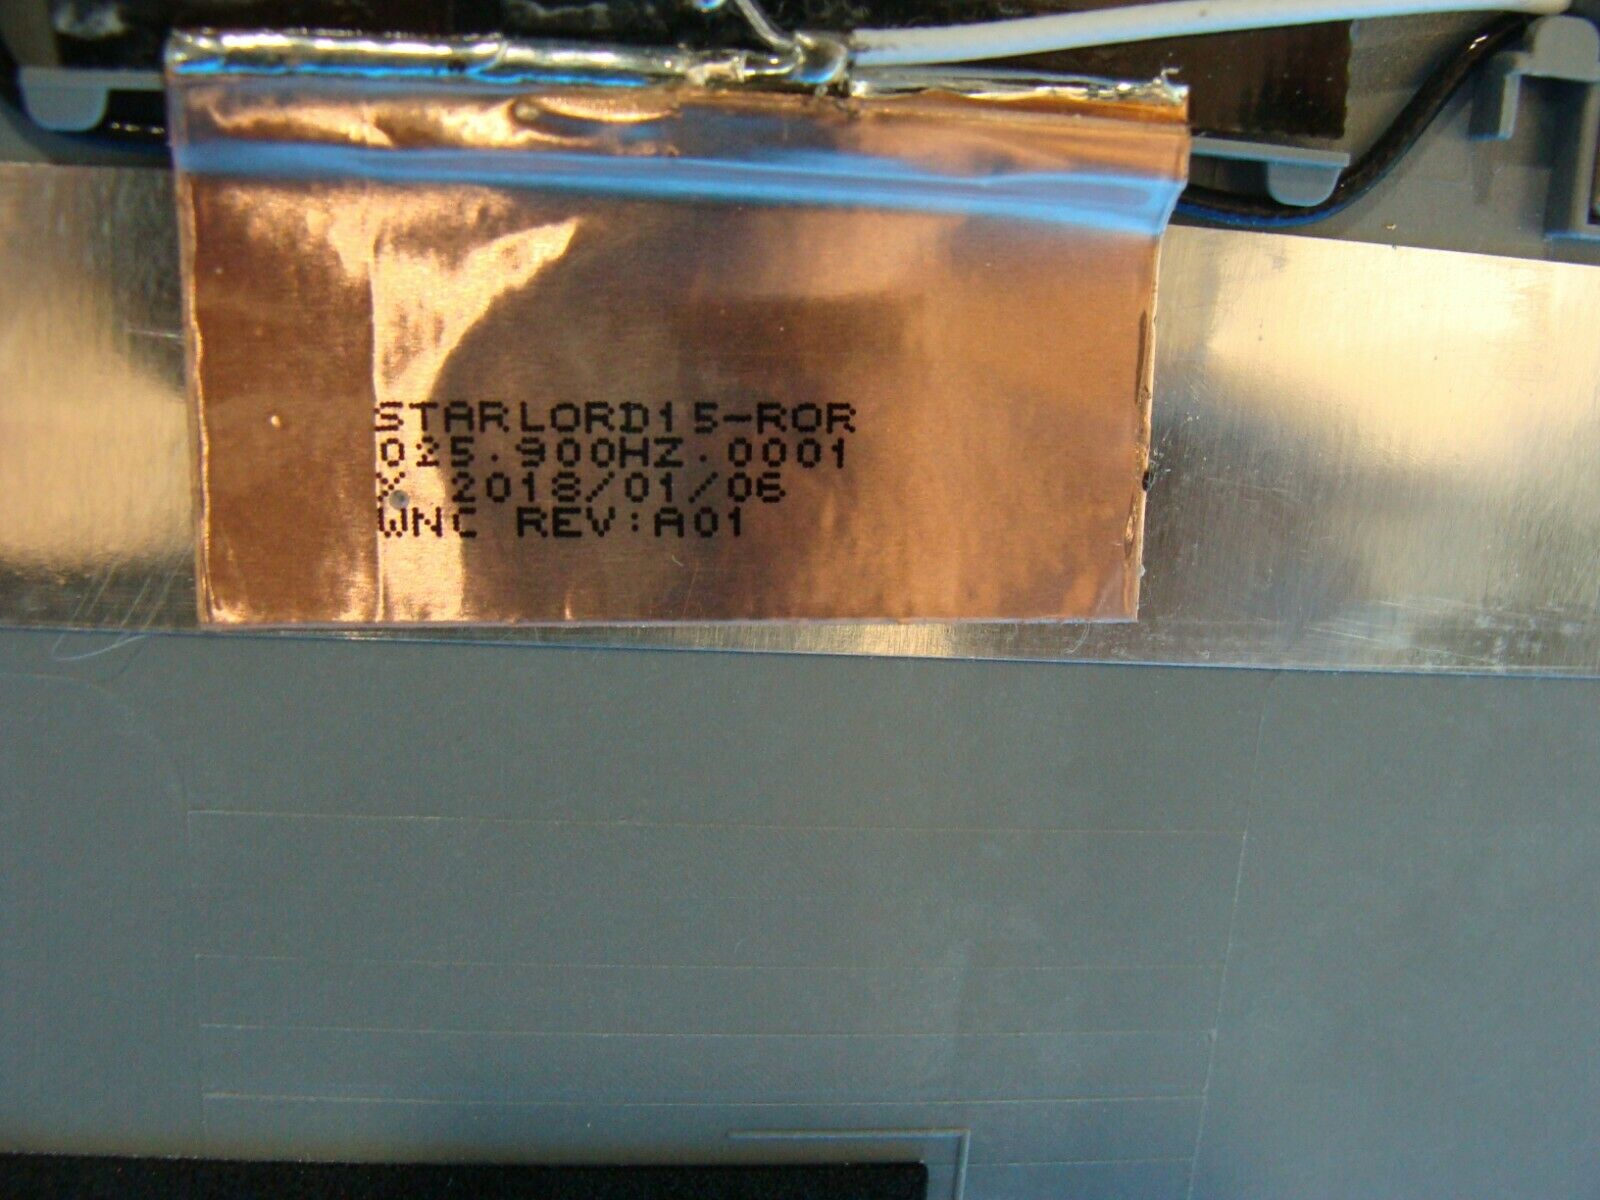 STARLORD15-ROR
025.900HZ.0001
X 2018/01/06
WNC REV:A01